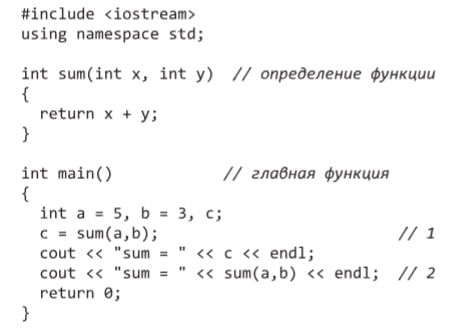 #include <iostream>
using namespace std;
int sum(int x, int y)  // определение функции
{
  return x + y;
}
int main()            // главная функция
{
  int a = 5, b = 3, c;
  c = sum(a,b);                          // 1
  cout << "sum = " << c << endl;
  cout << "sum = " << sum(a,b) << endl;  // 2
  return 0;
}